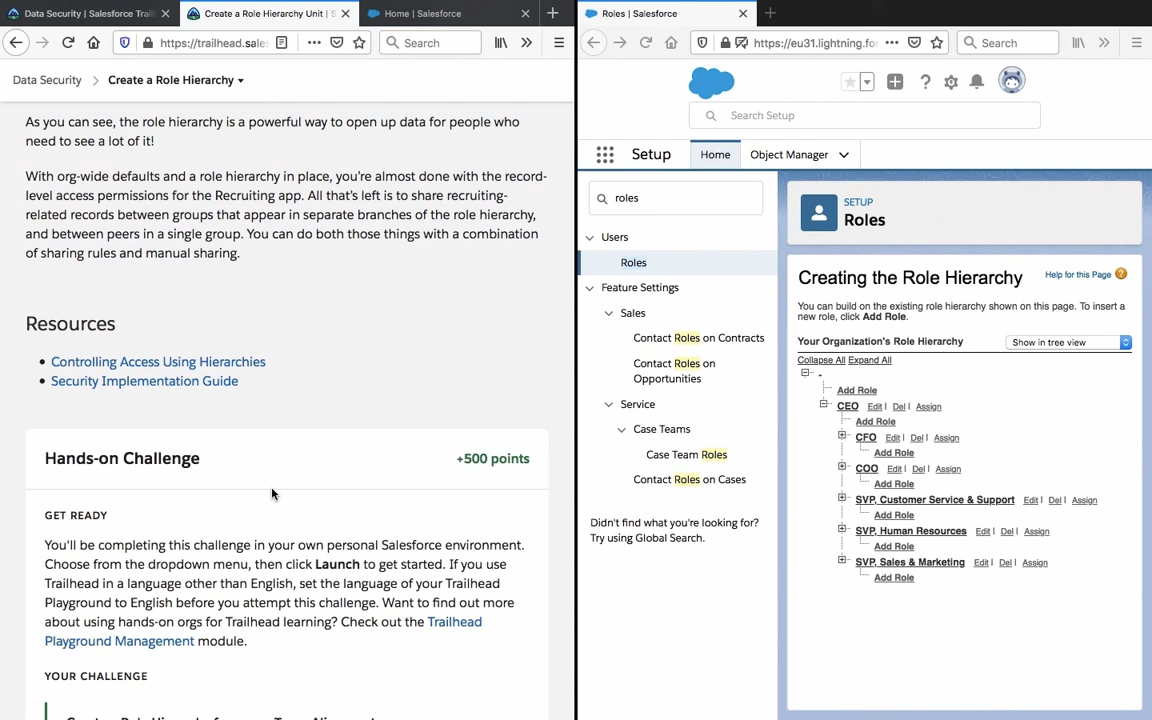 Data Security | Salesforce Trail
Create a Role Hierarchy Unit | S
Home | Salesforce
https://trailhead.sale
Search
Data Security
Create a Role Hierarchy
As you can see, the role hierarchy is a powerful way to open up data for people who
need to see a lot of it!
With org-wide defaults and a role hierarchy in place, you're almost done with the record-
level access permissions for the Recruiting app. All that's left is to share recruiting-
related records between groups that appear in separate branches of the role hierarchy,
and between peers in a single group. You can do both those things with a combination
of sharing rules and manual sharing.
Resources
• Controlling Access Using Hierarchies
• Security Implementation Guide
Hands-on Challenge
+500 points
GET READY
You'll be completing this challenge in your own personal Salesforce environment.
Choose from the dropdown menu, then click Launch to get started. If you use
Trailhead in a language other than English, set the language of your Trailhead
Playground to English before you attempt this challenge. Want to find out more
about using hands-on orgs for Trailhead learning? Check out the Trailhead
Playground Management module.
YOUR CHALLENGE
Roles | Salesforce
https://eu31.lightning.fo
Search
Search Setup
Setup
Home
Object Manager
roles
Users
Roles
Feature Settings
Sales
Contact Roles on Contracts
Contact Roles on
Opportunities
Service
Case Teams
Case Team Roles
Contact Roles on Cases
Didn't find what you're looking for?
Try using Global Search.
SETUP
Roles
Creating the Role Hierarchy
Help for this Page
You can build on the existing role hierarchy shown on this page. To insert a
new role, click Add Role.
Your Organization's Role Hierarchy
Show in tree view
Collapse All Expand All
-
Add Role
CEO Edit | Del | Assign
Add Role
CFO Edit | Del | Assign
Add Role
COO Edit | Del | Assign
Add Role
SVP, Customer Service & Support Edit | Del | Assign
Add Role
SVP, Human Resources Edit | Del | Assign
Add Role
SVP, Sales & Marketing Edit | Del | Assign
Add Role